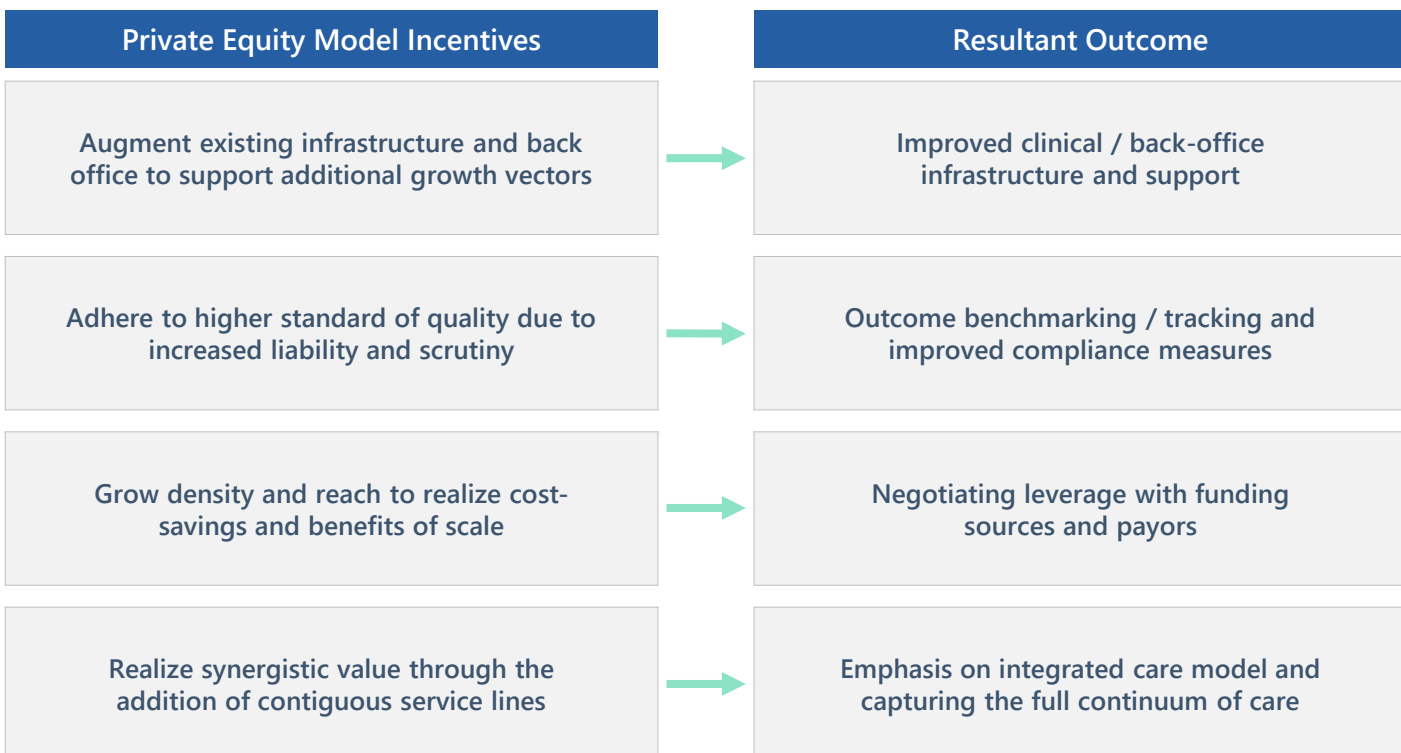 Private Equity Model Incentives
Resultant Outcome
Augment existing infrastructure and back
office to support additional growth vectors
Improved clinical / back-office
infrastructure and support
Adhere to higher standard of quality due to
increased liability and scrutiny
Outcome benchmarking / tracking and
improved compliance measures
Grow density and reach to realize cost-
savings and benefits of scale
Negotiating leverage with funding
sources and payors
Realize synergistic value through the
addition of contiguous service lines
Emphasis on integrated care model and
capturing the full continuum of care